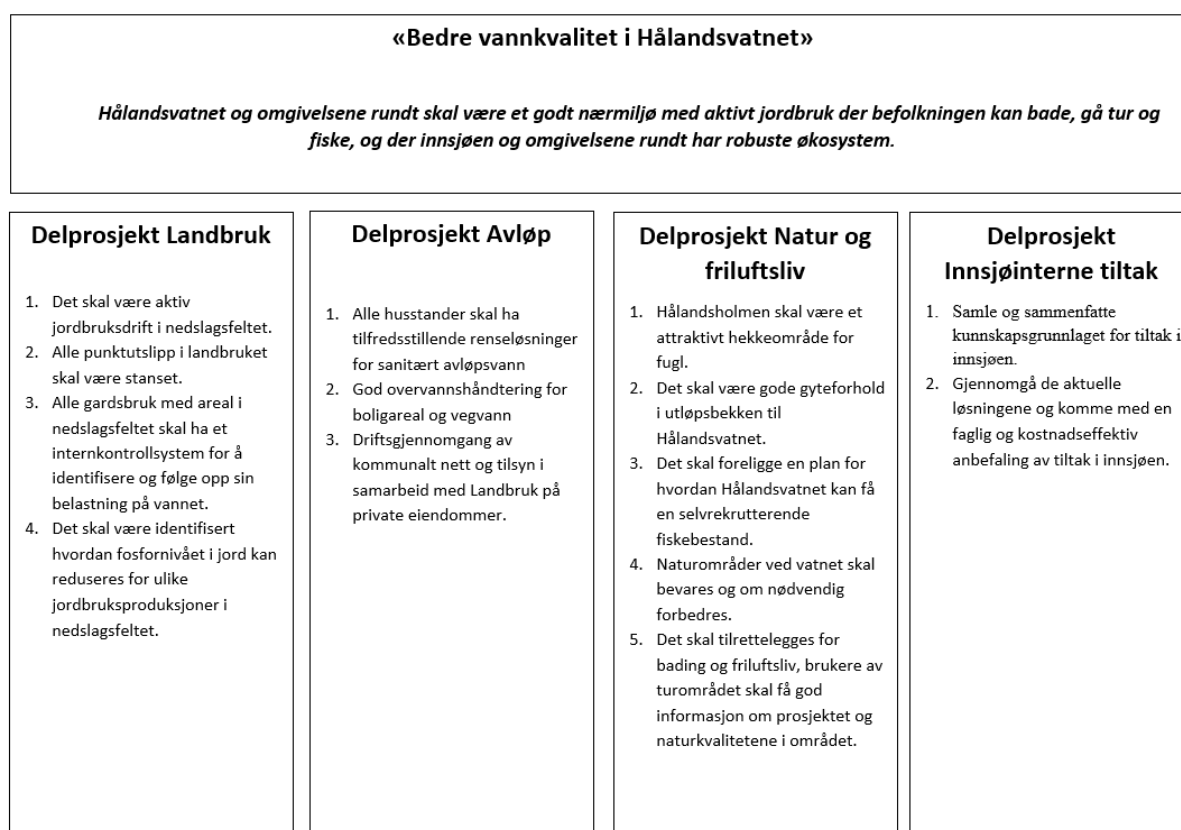 «Bedre vannkvalitet i Hålandsvatnet»
Hålandsvatnet og omgivelsene rundt skal være et godt nærmiljø med aktivt jordbruk der befolkningen kan bade, gå tur og
fiske, og der innsjøen og omgivelsene rundt har robuste økosystem.
Delprosjekt Landbruk
1. Det skal være aktiv
jordbruksdrift i nedslagsfeltet.
2. Alle punktutslipp i landbruket
skal være stanset.
3. Alle gardsbruk med areal i
nedslagsfeltet skal ha et
internkontrollsystem for å
identifisere og følge opp sin
belastning på vannet.
4. Det skal være identifisert
hvordan fosfornivået i jord kan
reduseres for ulike
jordbruksproduksjoner i
nedslagsfeltet.
Delprosjekt Avløp
1. Alle husstander skal ha
tilfredsstillende renseløsninger
for sanitært avløpsvann
2. God overvannshåndtering for
boligareal og vegvann
3. Driftsgjennomgang av
kommunalt nett og tilsyn i
samarbeid med Landbruk på
private eiendommer.
Delprosjekt Natur og
friluftsliv
1. Hålandsholmen skal være et
attraktivt hekkeområde for
fugl.
2. Det skal være gode gyteforhold
i utløpsbekken til
Hålandsvatnet.
3. Det skal foreligge en plan for
hvordan Hålandsvatnet kan få
en selvrekrutterende
fiskebestand.
4. Naturområder ved vatnet skal
bevares og om nødvendig
forbedres.
5. Det skal tilrettelegges for
bading og friluftsliv, brukere av
turområdet skal få god
informasjon om prosjektet og
naturkvalitetene i området.
Delprosjekt
Innsjøinterne tiltak
1. Samle og sammenfatte
kunnskapsgrunnlaget for tiltak i
innsjøen.
2. Gjennomgå de aktuelle
løsningene og komme med en
faglig og kostnadseffektiv
anbefaling av tiltak i innsjøen.